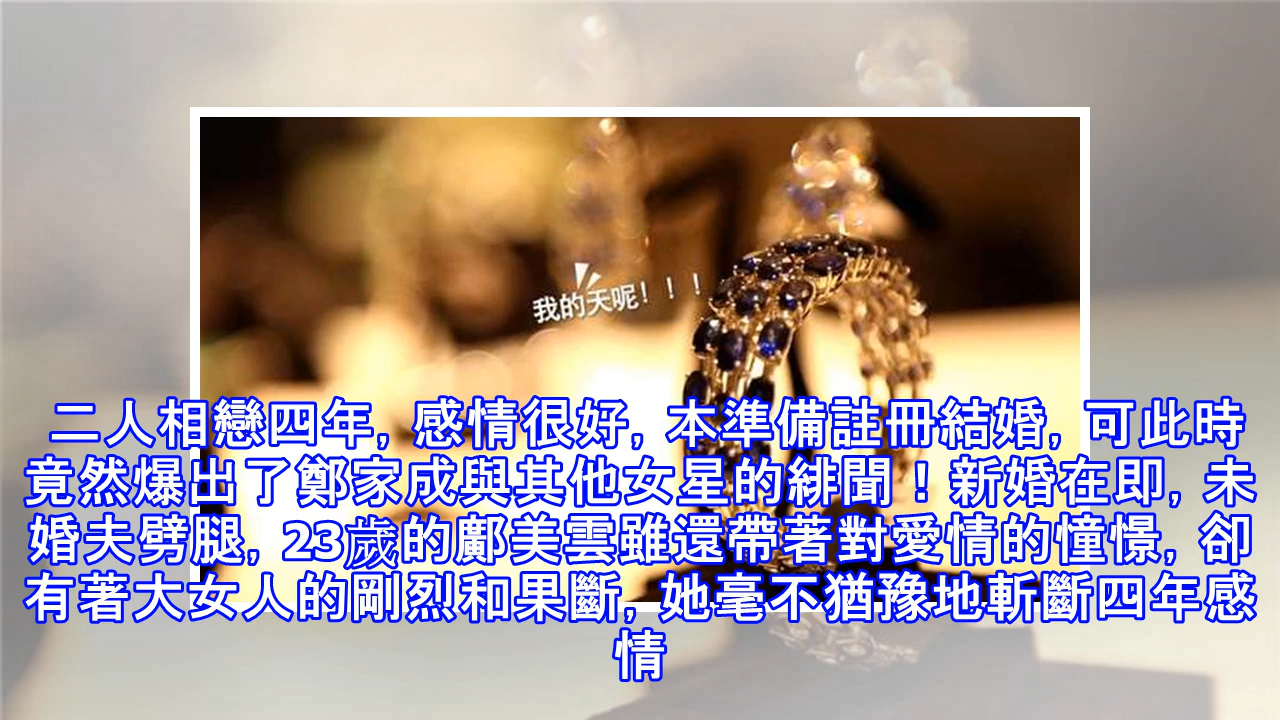 我的天呢！！！
二人相戀四年, 感情很好, 本準備註冊結婚, 可此時
竟然爆出了鄭家成與其他女星的緋聞！新婚在即, 未
婚夫劈腿, 23歲的鄺美雲雖還帶著對愛情的憧憬, 卻
有著大女人的剛烈和果斷, 她毫不猶豫地斬斷四年感
情